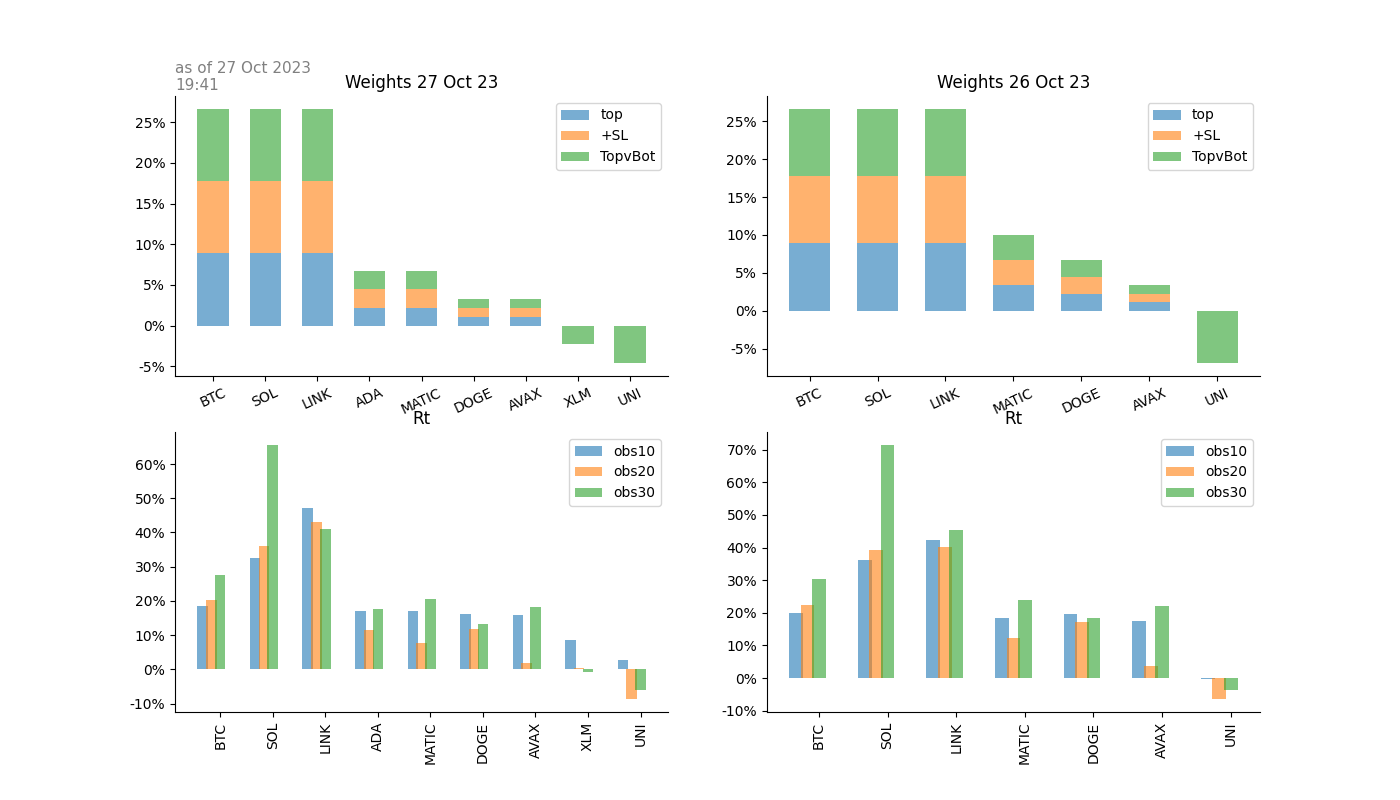 as of 27 Oct 2023
19:41
Weights 27 Oct 23
25%
20%
15%
10%
5%
0%
-5%
top
+SL
TopvBot
BTC SOL LINK ADA MATIC DOGE AVAX XLM UNI
Weights 26 Oct 23
25%
20%
15%
10%
5%
0%
-5%
top
+SL
TopvBot
BTC SOL LINK MATIC DOGE AVAX UNI
Rt
60%
50%
40%
30%
20%
10%
0%
-10%
obs10
obs20
obs30
BTC SOL LINK ADA MATIC DOGE AVAX XLM UNI
Rt
70%
60%
50%
40%
30%
20%
10%
0%
-10%
obs10
obs20
obs30
BTC SOL LINK MATIC DOGE AVAX UNI